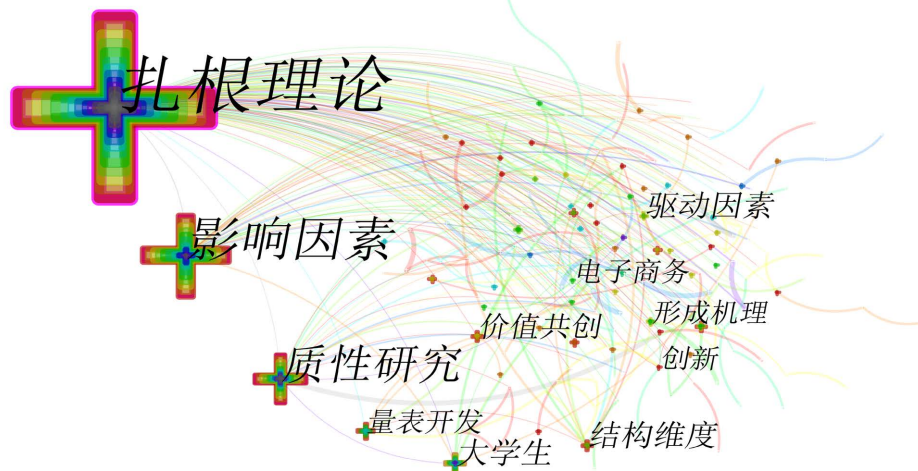 扎根理论
影响因素
驱动因素
电子商务
价值共创
形成机理
质性研究
创新
量表开发
大学生
结构维度